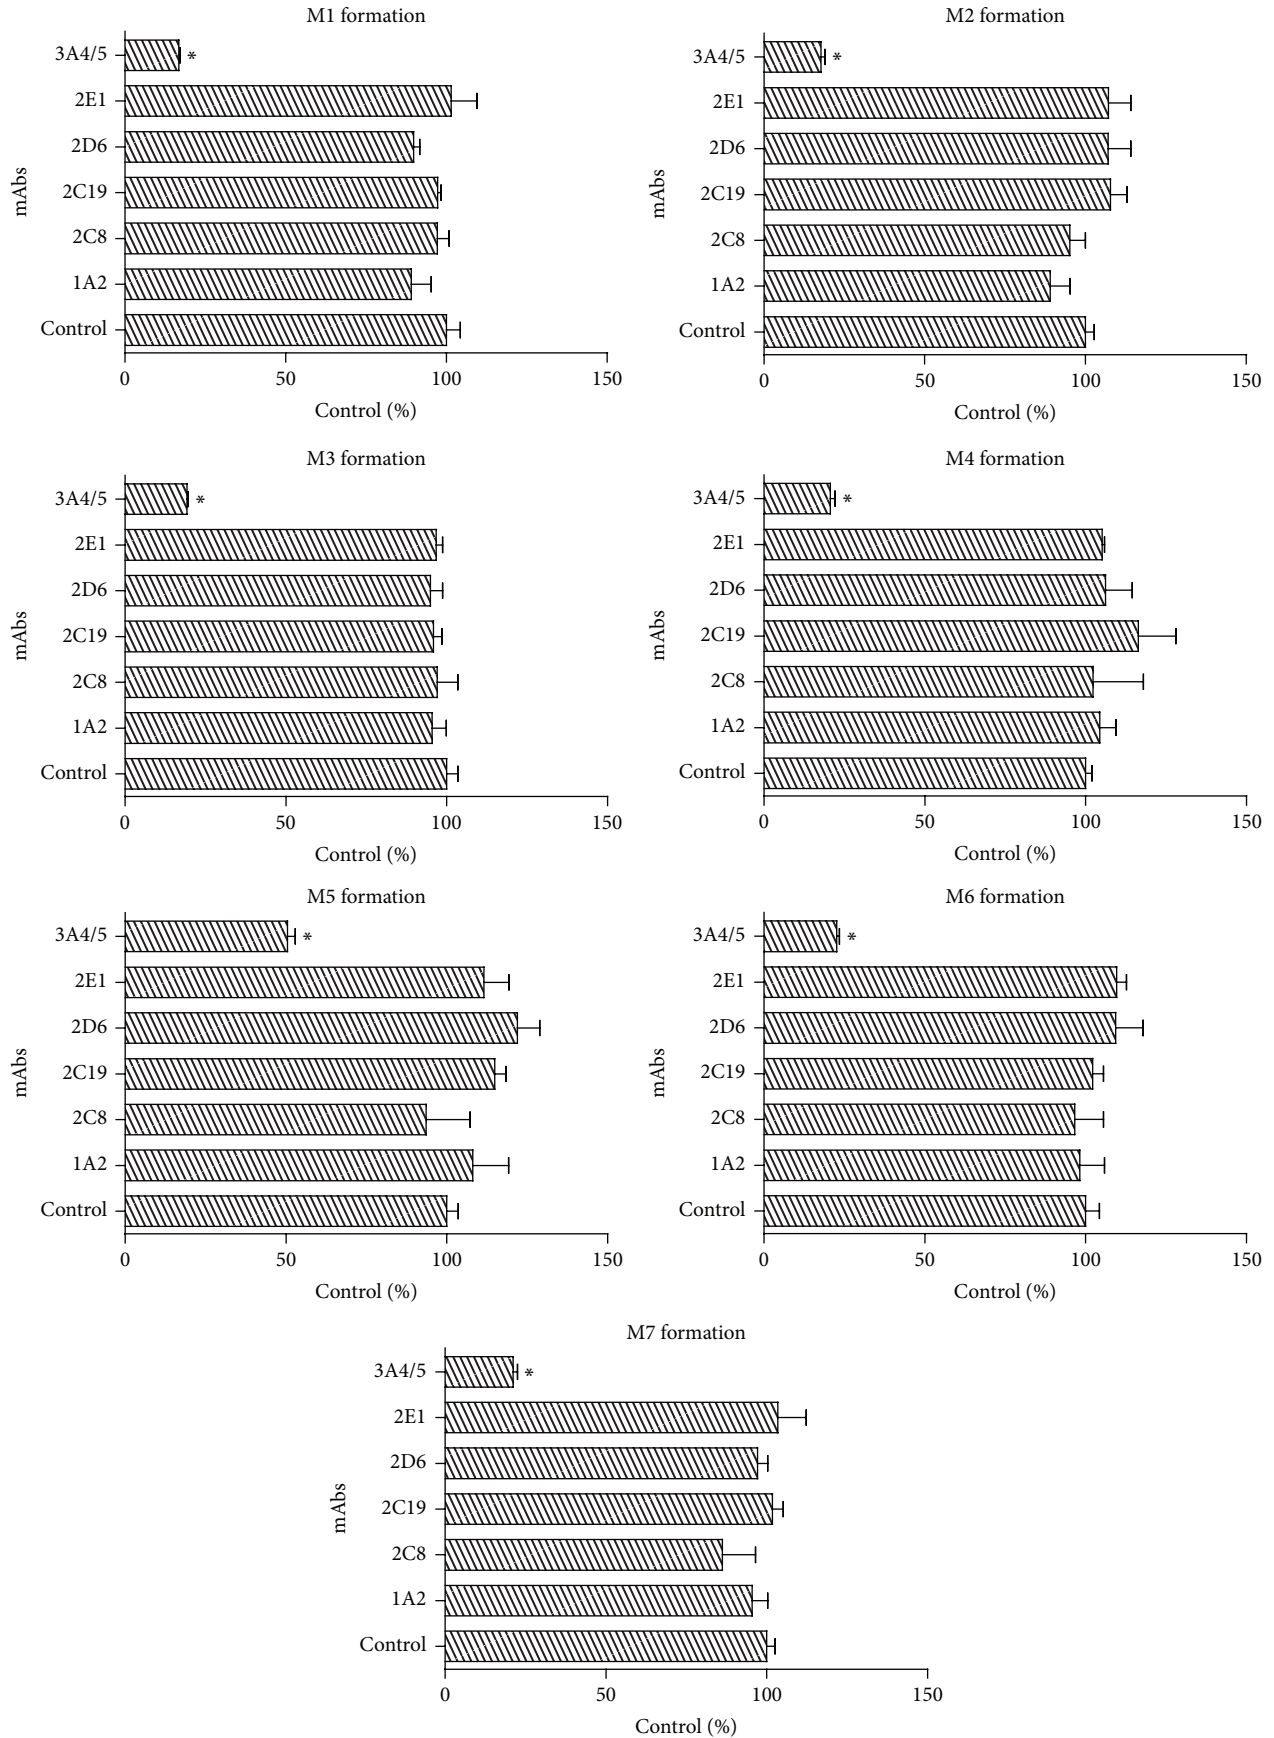 M1 formation
3A4/5
*
2E1
2D6
2C19
2C8
1A2
Control
mAbs
0 50 100 150
Control (%)
M2 formation
3A4/5
*
2E1
2D6
2C19
2C8
1A2
Control
mAbs
0 50 100 150
Control (%)
M3 formation
3A4/5
*
2E1
2D6
2C19
2C8
1A2
Control
mAbs
0 50 100 150
Control (%)
M4 formation
3A4/5
*
2E1
2D6
2C19
2C8
1A2
Control
mAbs
0 50 100 150
Control (%)
M5 formation
3A4/5
*
2E1
2D6
2C19
2C8
1A2
Control
mAbs
0 50 100 150
Control (%)
M6 formation
3A4/5
*
2E1
2D6
2C19
2C8
1A2
Control
mAbs
0 50 100 150
Control (%)
M7 formation
3A4/5
*
2E1
2D6
2C19
2C8
1A2
Control
mAbs
0 50 100 150
Control (%)